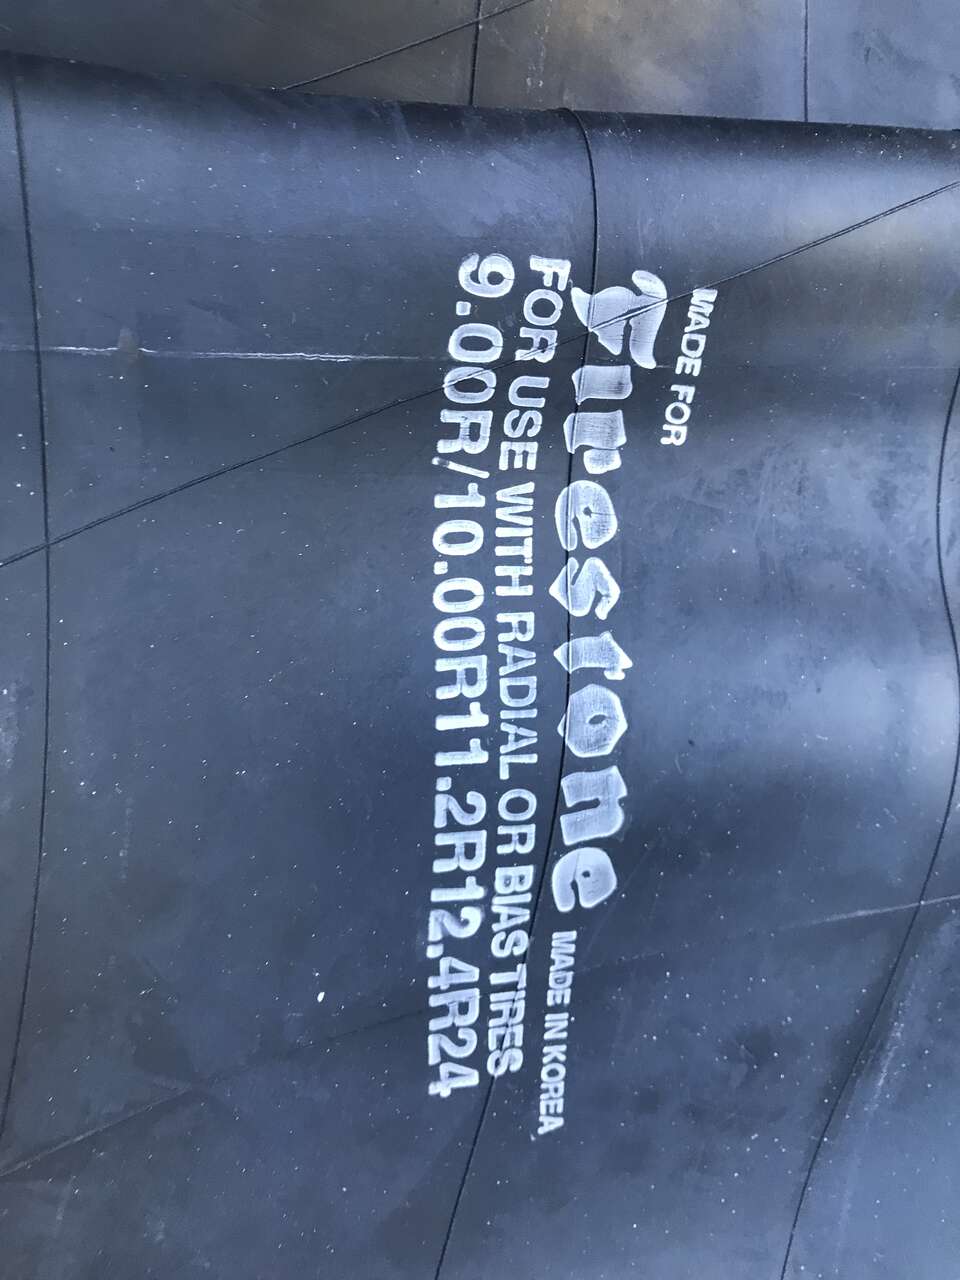 MADE FOR
Firestone MADE IN KOREA
FOR USE WITH RADIAL OR BIAS TIRES
9.00R/10.00R11.2R12.4R24